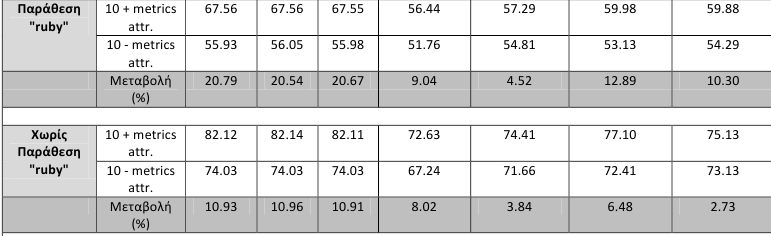 Παράθεση "ruby" 10 + metrics attr. 67.56 67.56 67.55 56.44 57.29 59.98 59.88
10 - metrics attr. 55.93 56.05 55.98 51.76 54.81 53.13 54.29
Μεταβολή (%) 20.79 20.54 20.67 9.04 4.52 12.89 10.30
Χωρίς Παράθεση "ruby" 10 + metrics attr. 82.12 82.14 82.11 72.63 74.41 77.10 75.13
10 - metrics attr. 74.03 74.03 74.03 67.24 71.66 72.41 73.13
Μεταβολή (%) 10.93 10.96 10.91 8.02 3.84 6.48 2.73